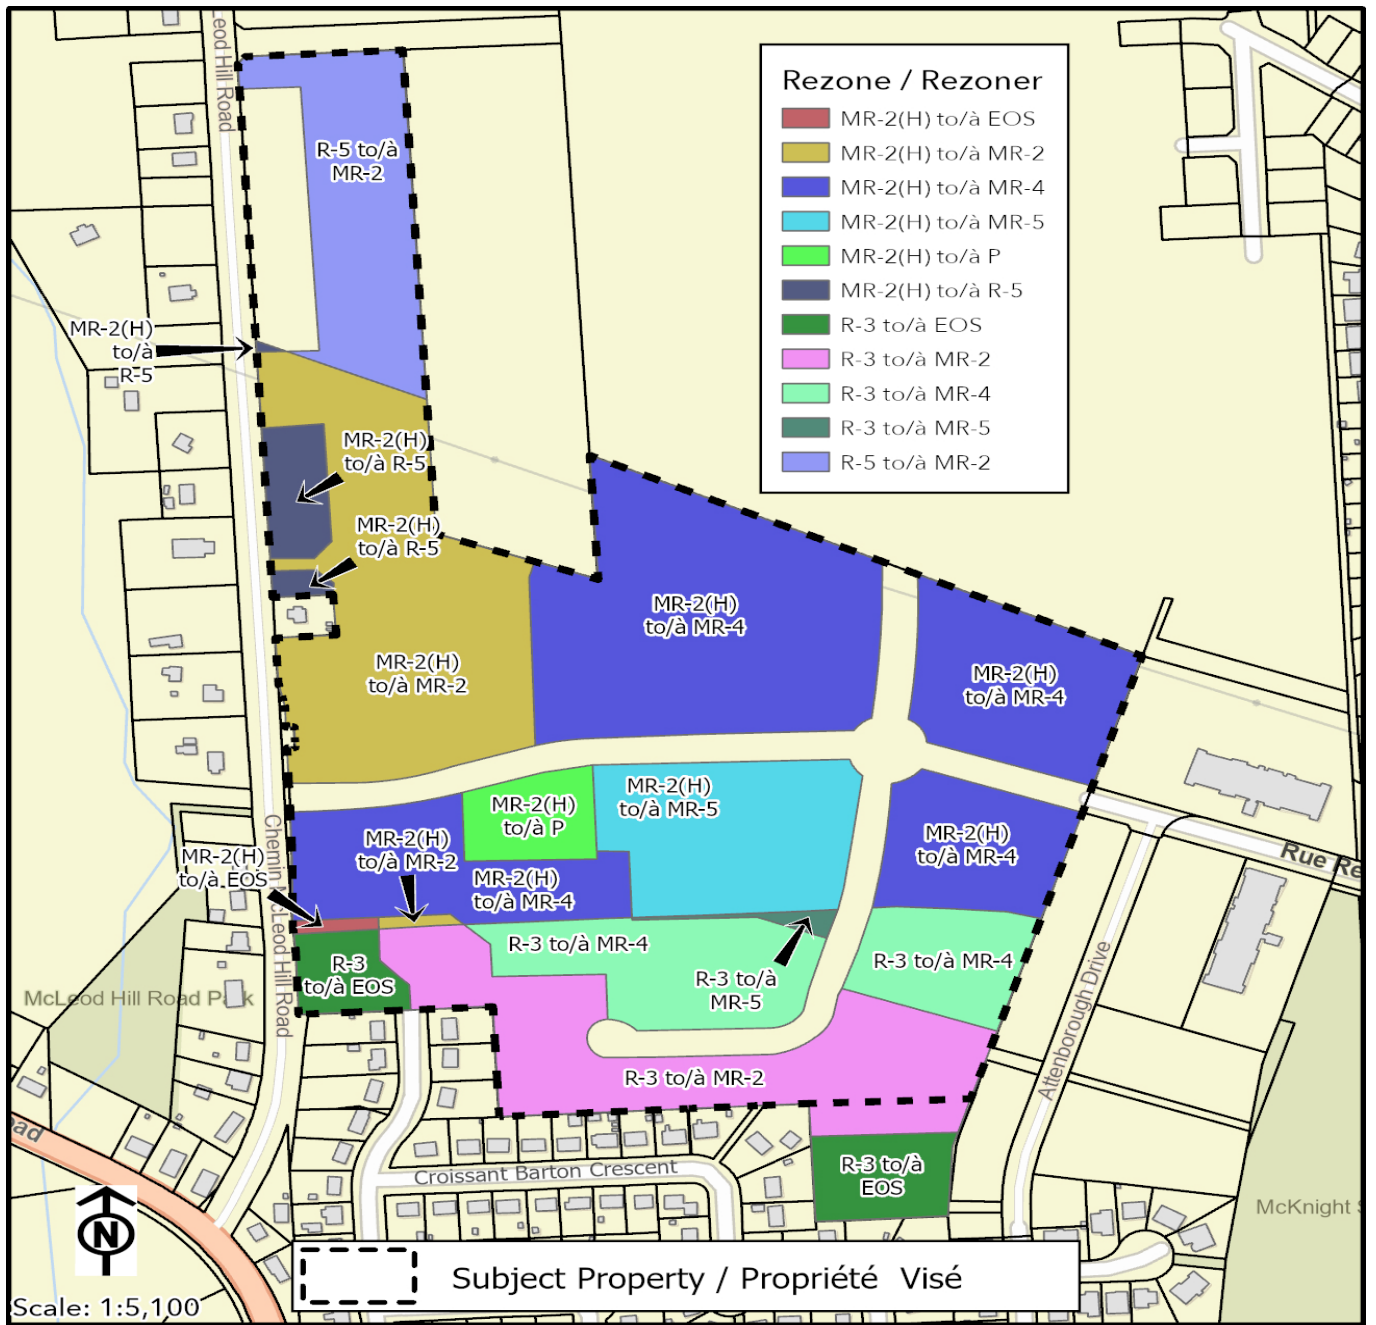 Leod Hill Road
Rezone / Rezoner
MR-2(H) to/à EOS
MR-2(H) to/à MR-2
MR-2(H) to/à MR-4
MR-2(H) to/à MR-5
MR-2(H) to/à P
MR-2(H) to/à R-5
R-3 to/à EOS
R-3 to/à MR-2
R-3 to/à MR-4
R-3 to/à MR-5
R-5 to/à MR-2
R-5 to/à
MR-2
MR-2(H)
to/à
R-5
MR-2(H)
to/à R-5
MR-2(H)
to/à R-5
MR-2(H)
to/à MR-4
MR-2(H)
to/à MR-2
MR-2(H)
to/à MR-4
MR-2(H)
to/à MR-5
MR-2(H)
to/à P
MR-2(H)
to/à MR-2
MR-2(H)
to/à MR-4
MR-2(H)
to/à EOS
MR-2(H)
to/à MR-4
Rue Re
Chemin McLeod Hill Road
R-3 to/à MR-4
R-3
to/à EOS
R-3 to/à
MR-5
R-3 to/à MR-4
McLeod Hill Road Park
Attenborough Drive
R-3 to/à MR-2
oad
Croissant Barton Crescent
R-3 to/à
EOS
McKnight S
N
Subject Property / Propriété Visé
Scale: 1:5,100